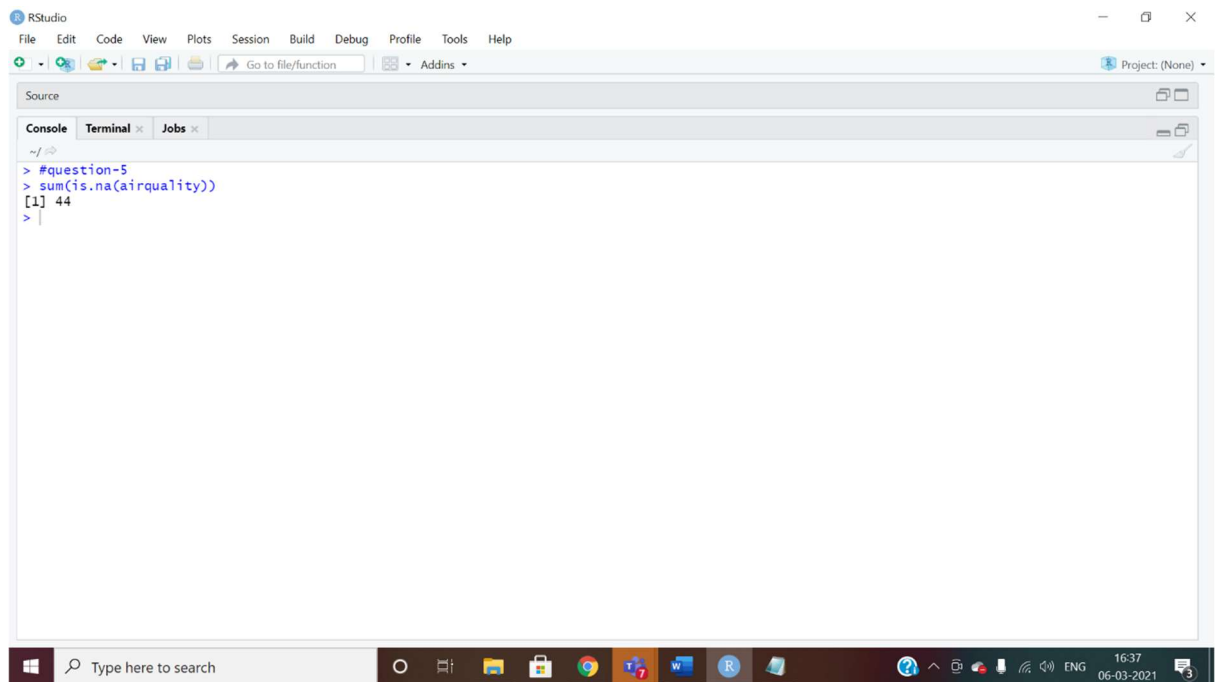 RStudio
File Edit Code View Plots Session Build Debug Profile Tools Help
Go to file/function Addins Project: (None)
Source
Console Terminal Jobs
~/
> #question-5
> sum(is.na(airquality))
[1] 44
>
Type here to search
ENG
16:37
06-03-2021